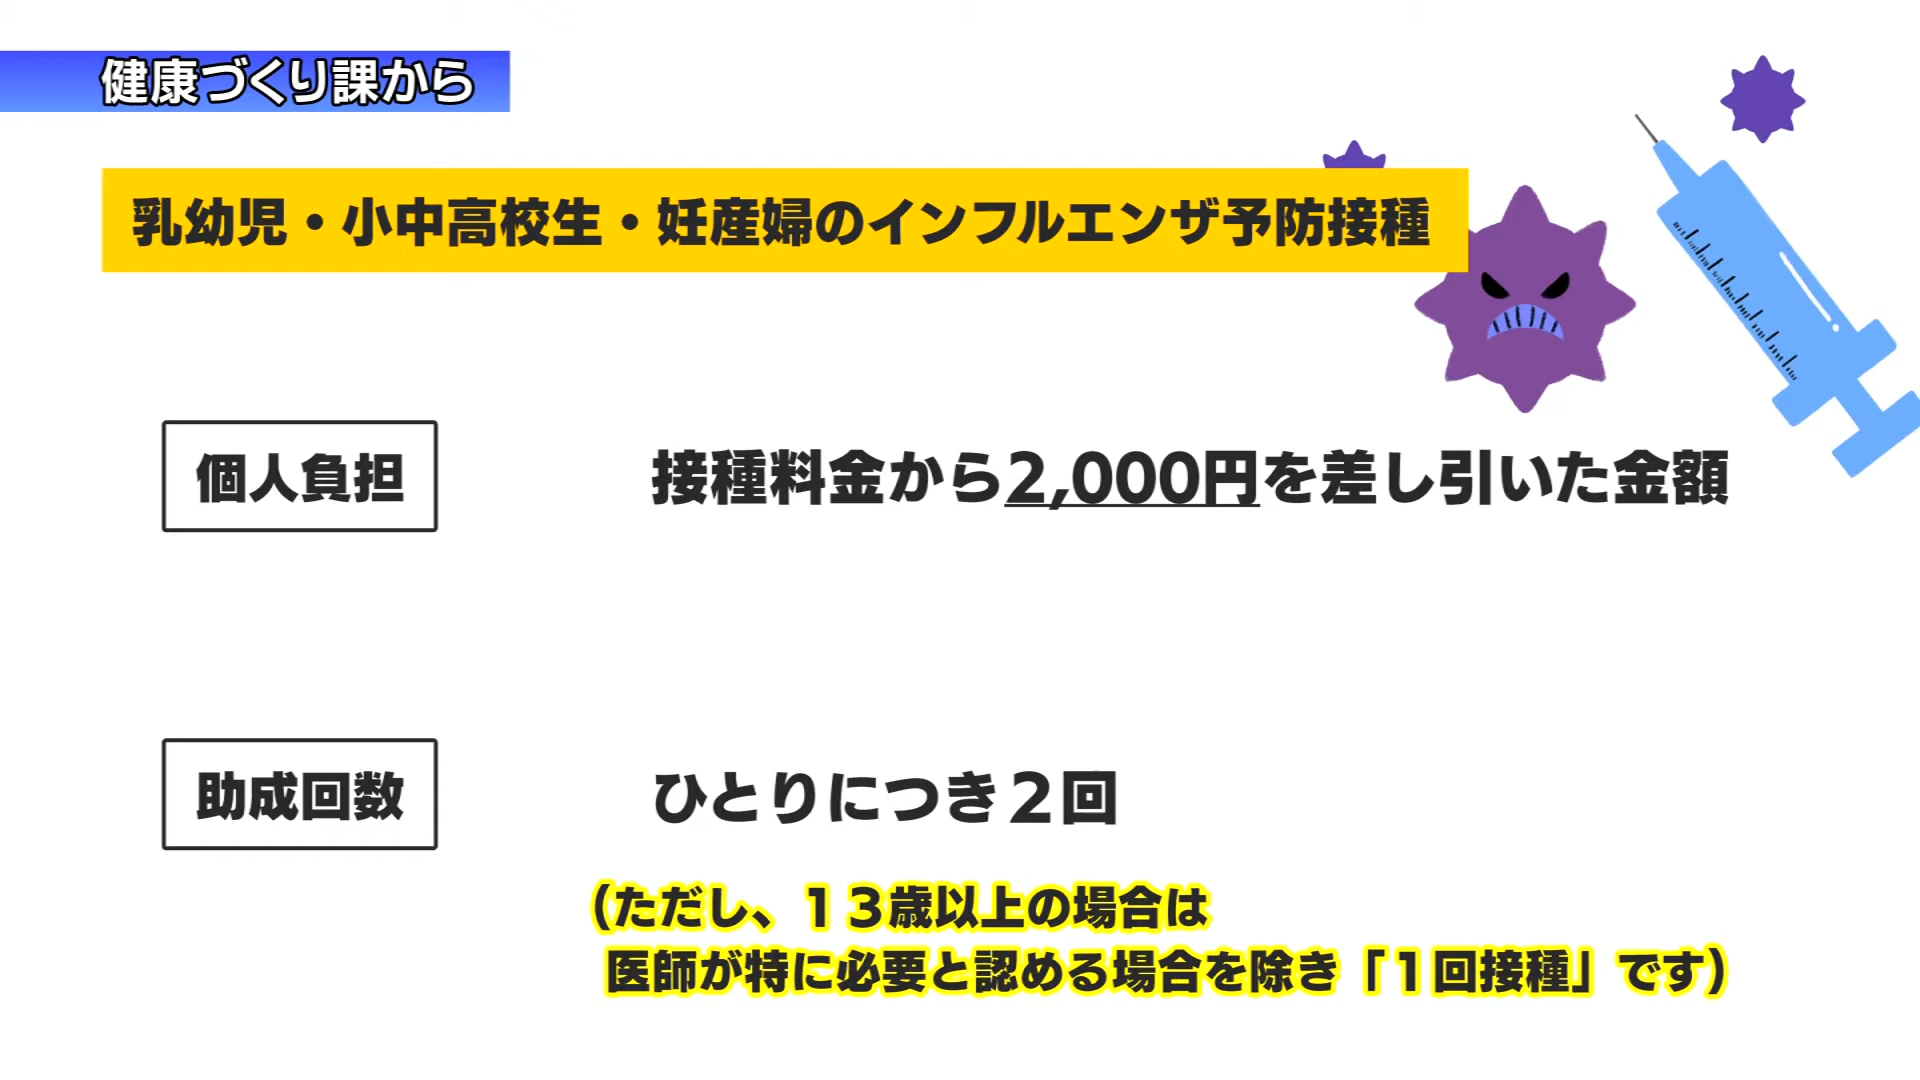 健康づくり課から
乳幼児・小中高校生・妊産婦のインフルエンザ予防接種
個人負担
接種料金から2,000円を差し引いた金額
助成回数
ひとりにつき２回
（ただし、１３歳以上の場合は
医師が特に必要と認める場合を除き「１回接種」です）